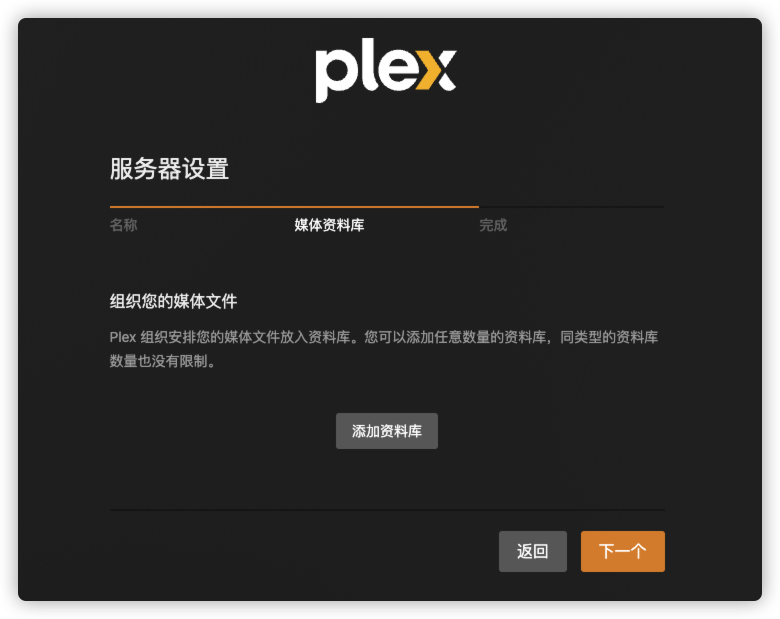 plex
服务器设置
名称 媒体资料库 完成
组织您的媒体文件
Plex 组织安排您的媒体文件放入资料库。您可以添加任意数量的资料库，同类型的资料库
数量也没有限制。
添加资料库
返回 下一个